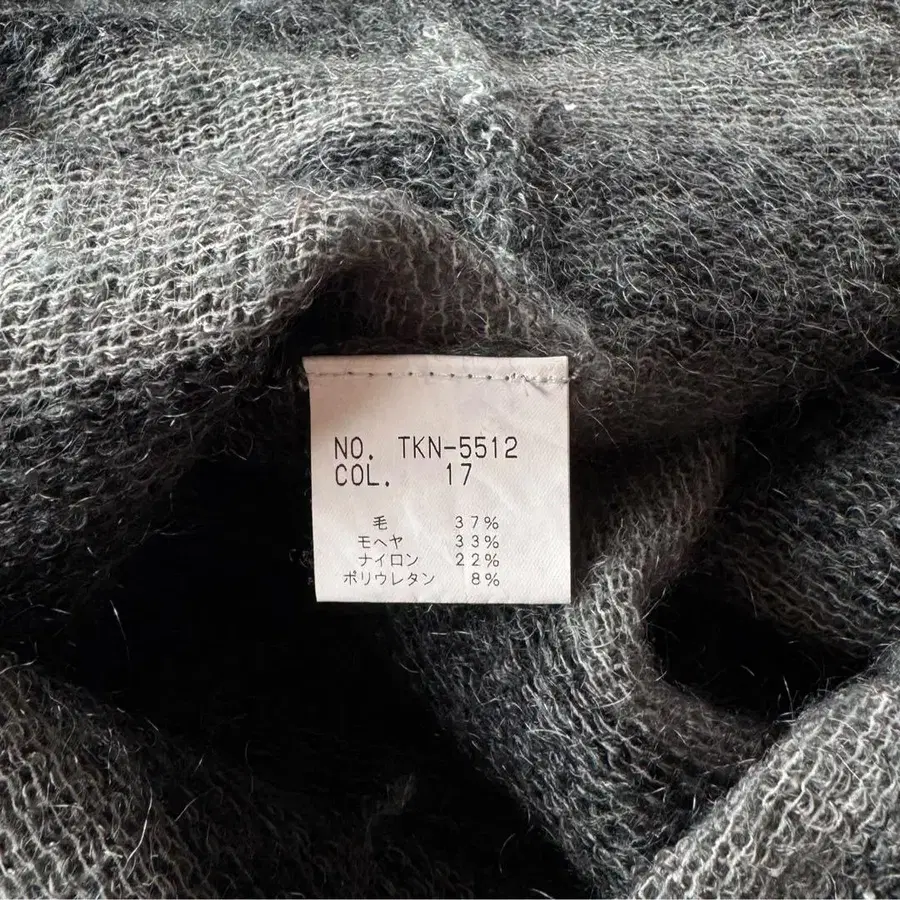 NO. TKN-5512
COL. 17
毛 37%
モヘヤ 33%
ナイロン 22%
ポリウレタン 8%